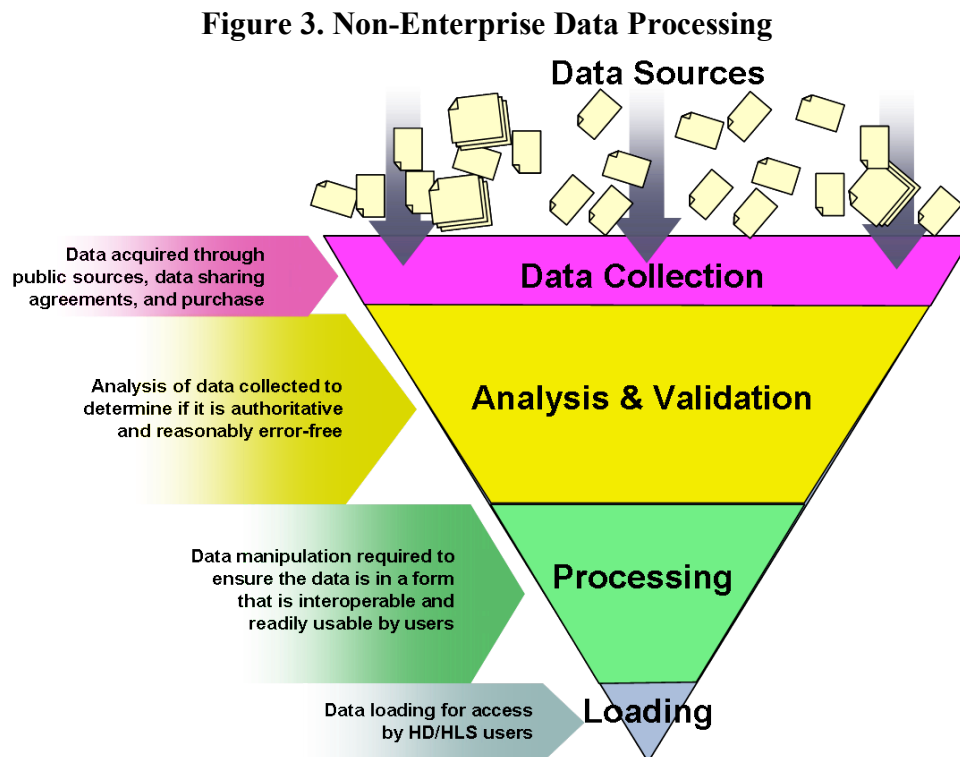 Figure 3. Non-Enterprise Data Processing
Data Sources
Data acquired through
public sources, data sharing
agreements, and purchase
Data Collection
Analysis of data collected to
determine if it is authoritative
and reasonably error-free
Analysis & Validation
Data manipulation required to
ensure the data is in a form
that is interoperable and
readily usable by users
Processing
Data loading for access
by HD/HLS users
Loading